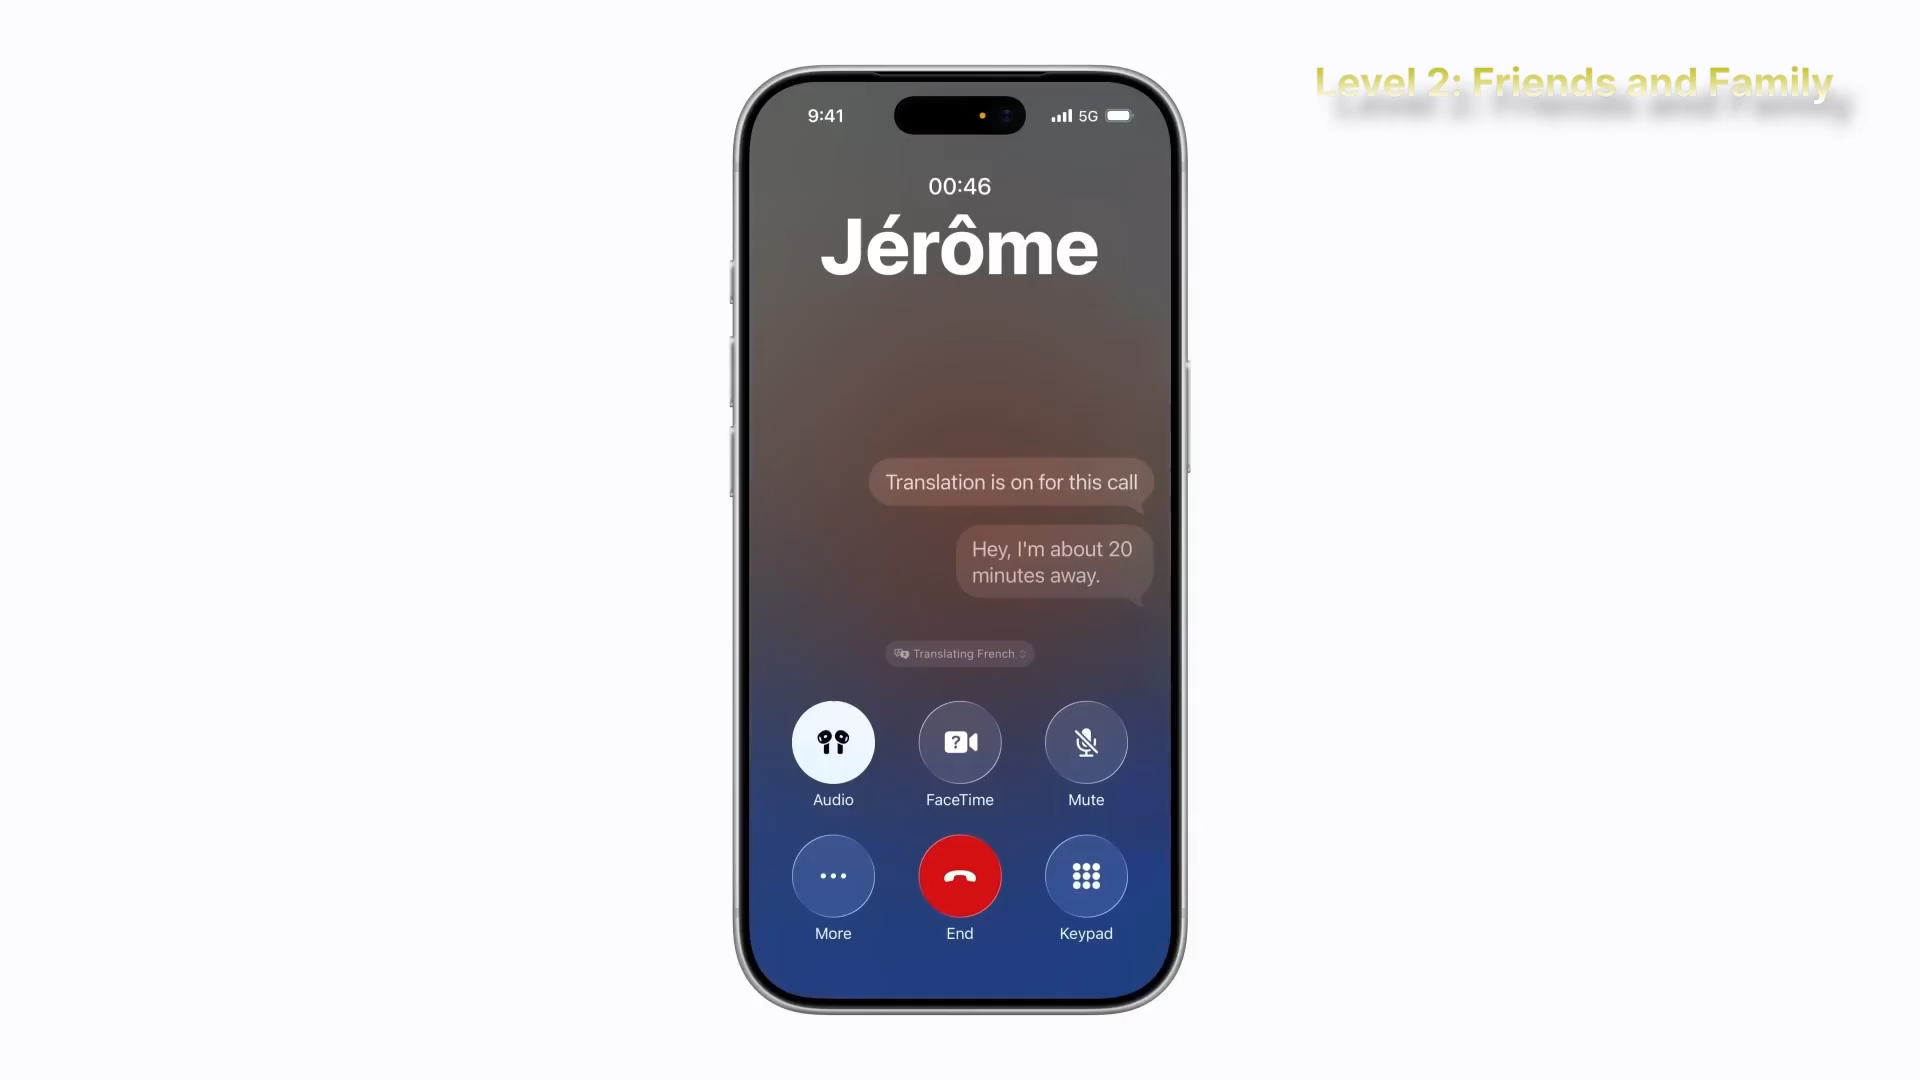 Level 2: Friends and Family
9:41
5G
00:46
Jérôme
Translation is on for this call
Hey, I'm about 20
minutes away.
Translating French
?
Audio
FaceTime
Mute
More
End
Keypad